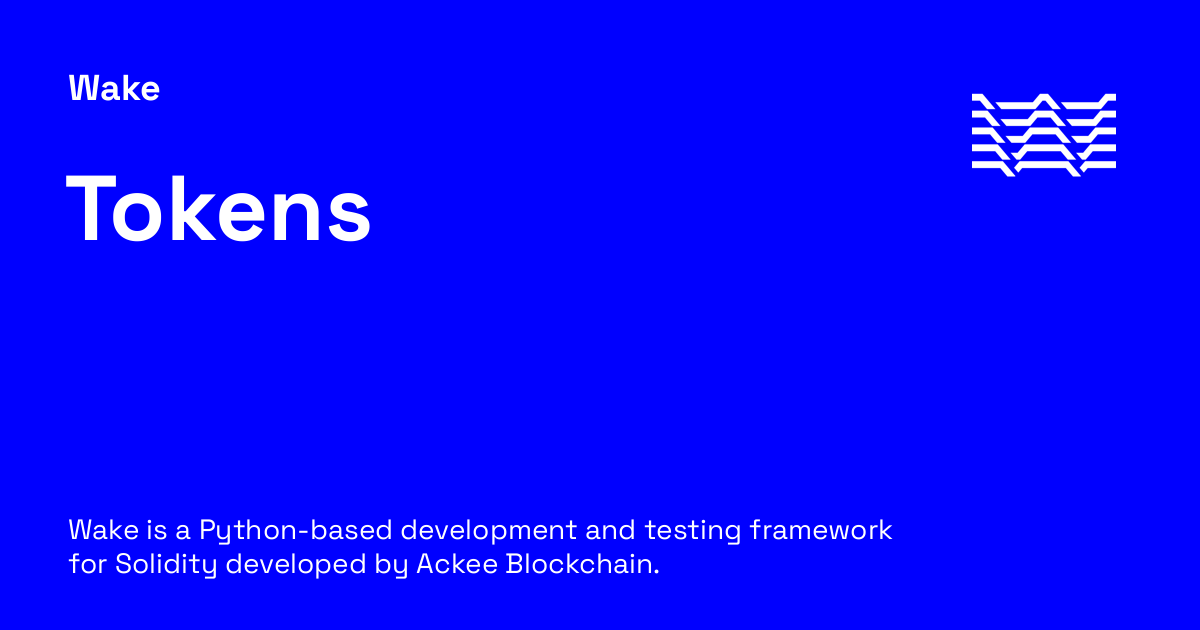 Wake
Tokens
Wake is a Python-based development and testing framework
for Solidity developed by Ackee Blockchain.